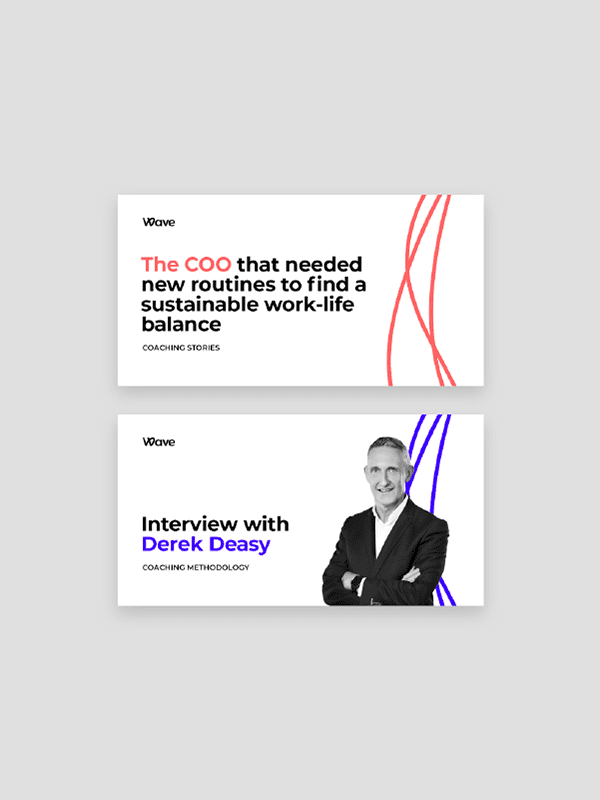 Wave
The COO that needed
new routines to find a
sustainable work-life
balance
COACHING STORIES
Wave
Interview with
Derek Deasy
COACHING METHODOLOGY